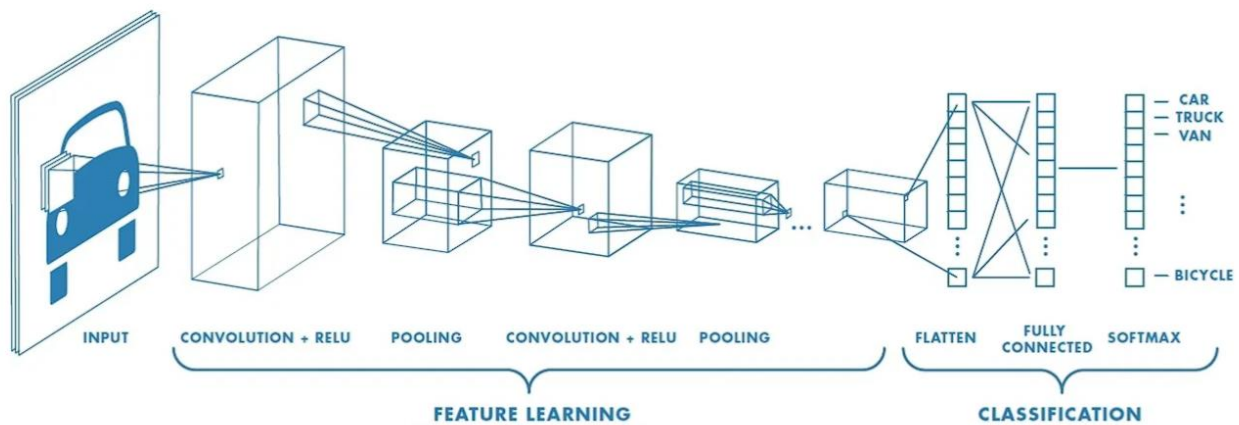 CAR
TRUCK
VAN
BICYCLE
INPUT
CONVOLUTION + RELU
POOLING
CONVOLUTION + RELU
POOLING
FLATTEN
FULLY
CONNECTED
SOFTMAX
FEATURE LEARNING
CLASSIFICATION